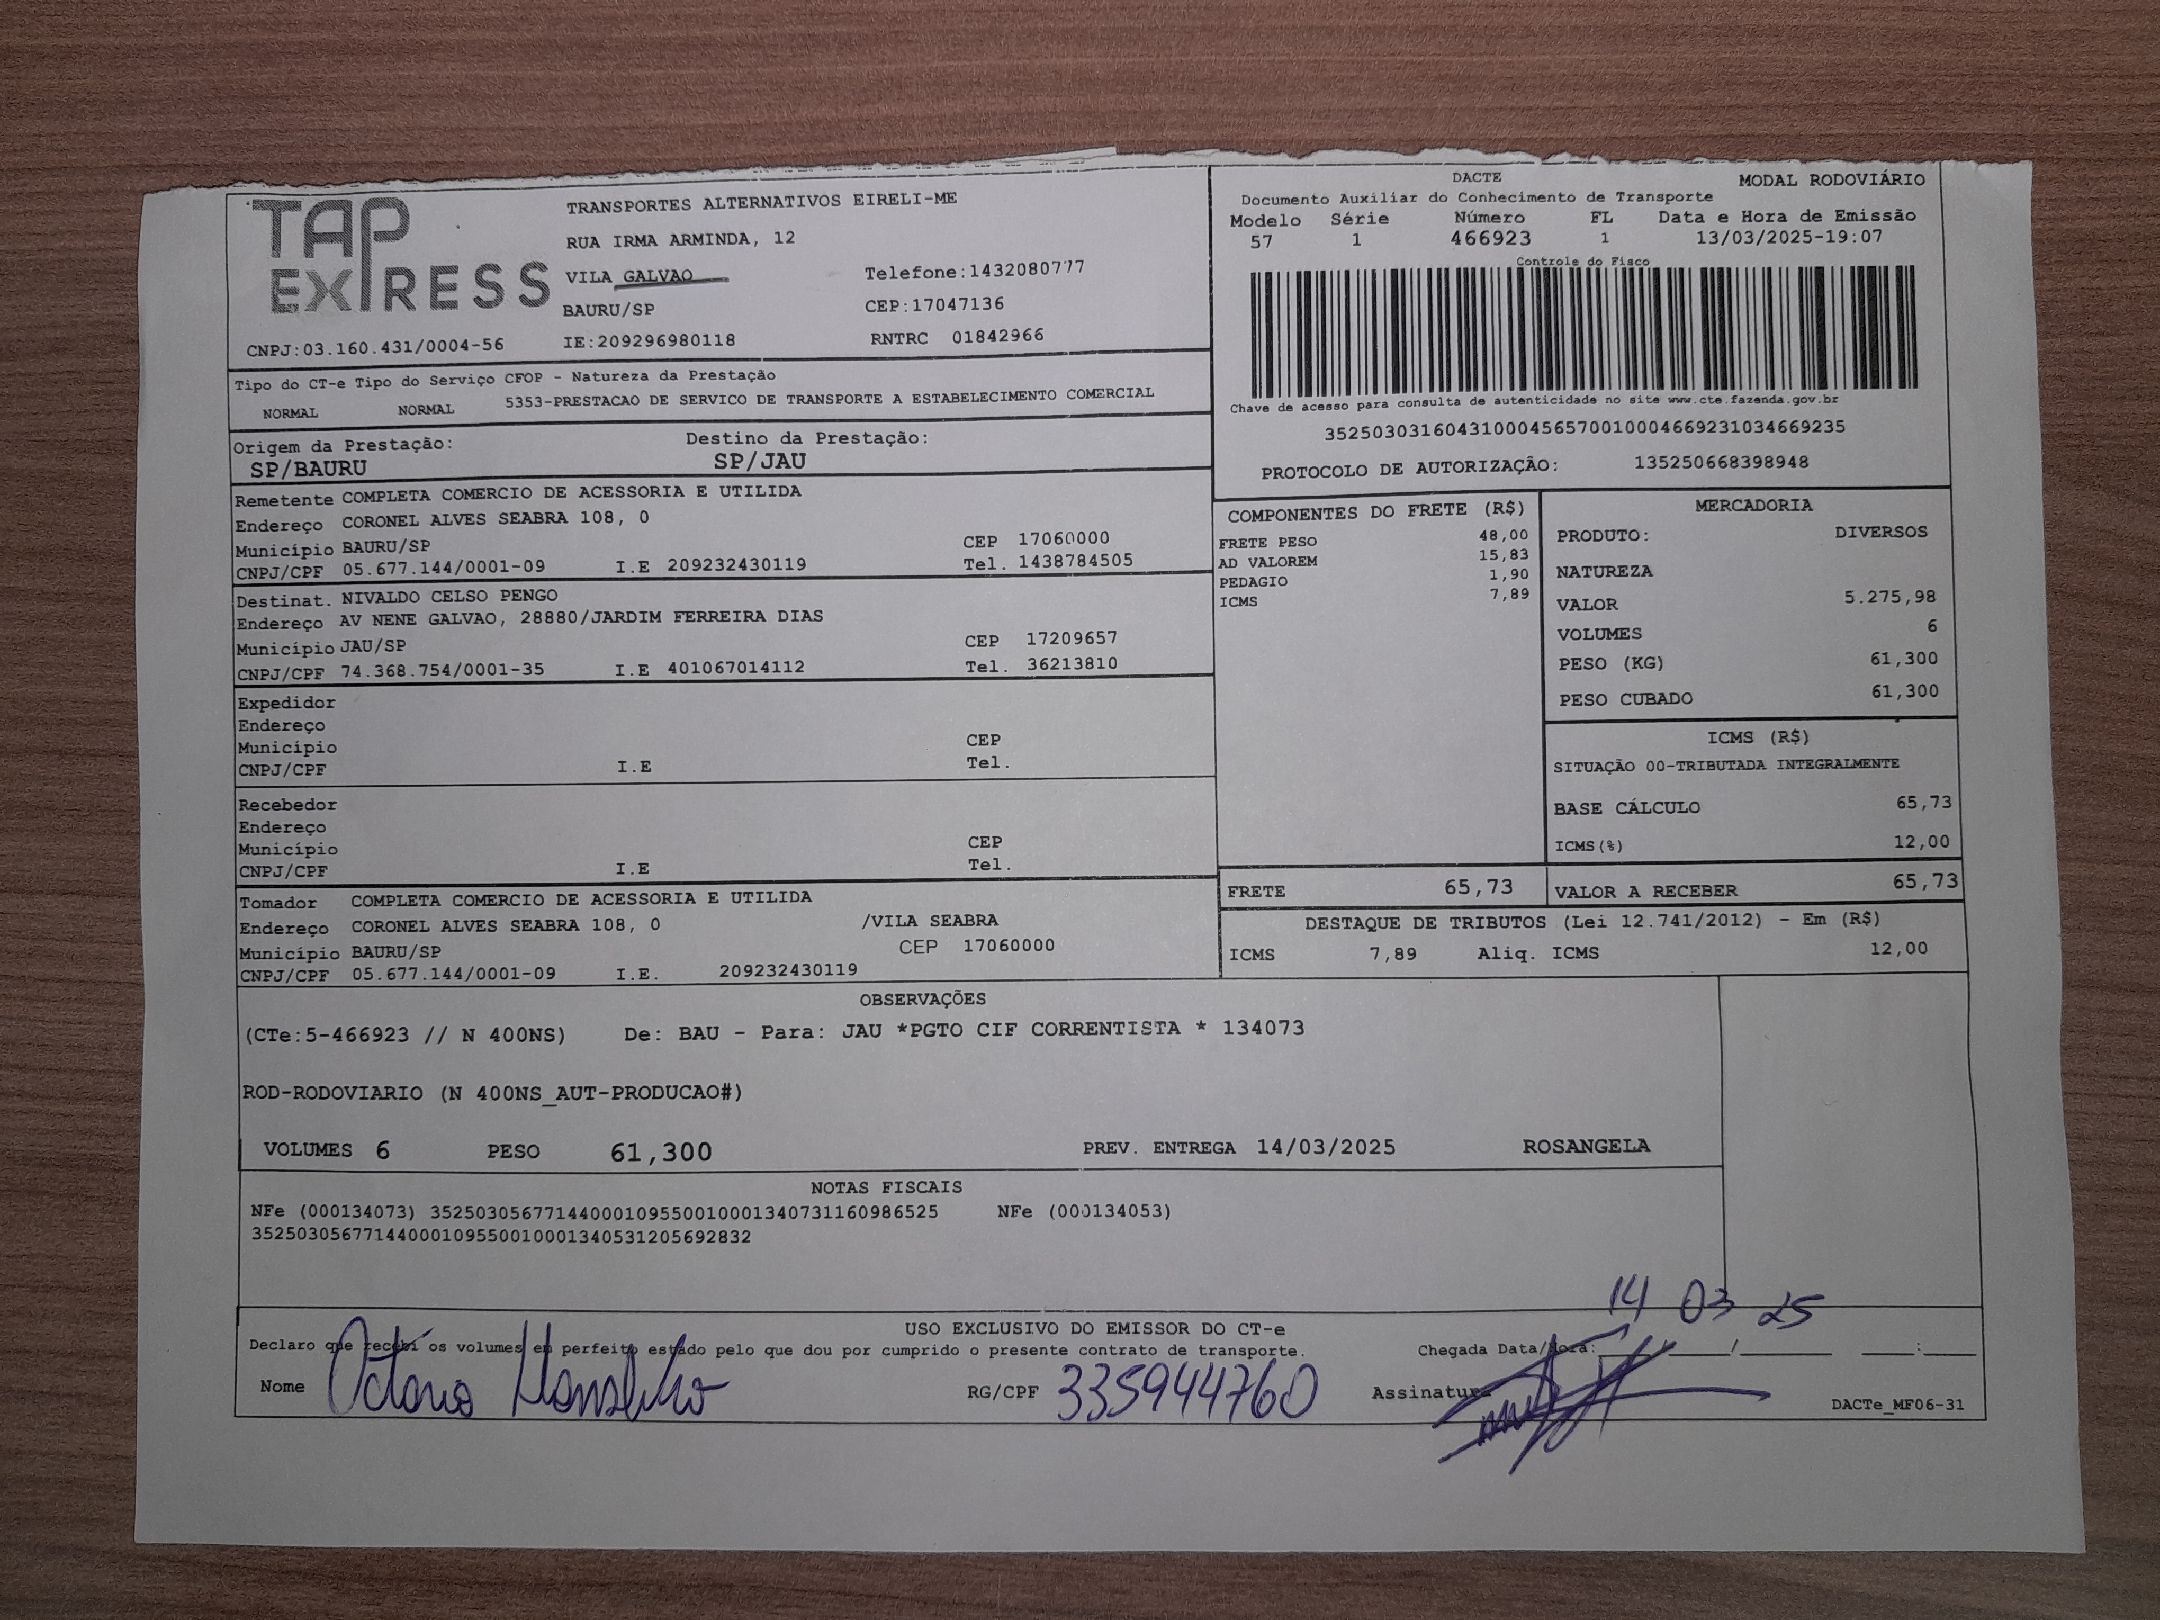 TAP EXPRESS
TRANSPORTES ALTERNATIVOS EIRELI-ME
RUA IRMA ARMINDA, 12
VILA GALVAO Telefone:1432080777
BAURU/SP CEP:17047136
CNPJ:03.160.431/0004-56 IE:209296980118 RNTRC 01842966
DACTE MODAL RODOVIÁRIO
Documento Auxiliar do Conhecimento de Transporte
Modelo Série Número FL Data e Hora de Emissão
57 1 466923 1 13/03/2025-19:07
Controle do Fisco
Chave de acesso para consulta de autenticidade no site www.cte.fazenda.gov.br
35250303160431000456570010004669231034669235
PROTOCOLO DE AUTORIZAÇÃO: 135250668398948
Tipo do CT-e Tipo do Serviço CFOP - Natureza da Prestação
NORMAL NORMAL 5353-PRESTACAO DE SERVICO DE TRANSPORTE A ESTABELECIMENTO COMERCIAL
Origem da Prestação: Destino da Prestação:
SP/BAURU SP/JAU
Remetente COMPLETA COMERCIO DE ACESSORIA E UTILIDA
Endereço CORONEL ALVES SEABRA 108, 0
Município BAURU/SP CEP 17060000
CNPJ/CPF 05.677.144/0001-09 I.E 209232430119 Tel. 1438784505
Destinat. NIVALDO CELSO PENGO
Endereço AV NENE GALVAO, 28880/JARDIM FERREIRA DIAS
Município JAU/SP CEP 17209657
CNPJ/CPF 74.368.754/0001-35 I.E 401067014112 Tel. 36213810
Expedidor
Endereço
Município CEP
CNPJ/CPF I.E Tel.
Recebedor
Endereço
Município CEP
CNPJ/CPF I.E Tel.
Tomador COMPLETA COMERCIO DE ACESSORIA E UTILIDA
Endereço CORONEL ALVES SEABRA 108, 0 /VILA SEABRA
Município BAURU/SP CEP 17060000
CNPJ/CPF 05.677.144/0001-09 I.E. 209232430119
COMPONENTES DO FRETE (R$)
FRETE PESO 48,00
AD VALOREM 15,83
PEDAGIO 1,90
ICMS 7,89
MERCADORIA
PRODUTO: DIVERSOS
NATUREZA
VALOR 5.275,98
VOLUMES 6
PESO (KG) 61,300
PESO CUBADO 61,300
ICMS (R$)
SITUAÇÃO 00-TRIBUTADA INTEGRALMENTE
BASE CÁLCULO 65,73
ICMS(%) 12,00
FRETE 65,73 VALOR A RECEBER 65,73
DESTAQUE DE TRIBUTOS (Lei 12.741/2012) - Em (R$)
ICMS 7,89 Aliq. ICMS 12,00
OBSERVAÇÕES
(CTe:5-466923 // N 400NS) De: BAU - Para: JAU *PGTO CIF CORRENTISTA * 134073
ROD-RODOVIARIO (N 400NS_AUT-PRODUCAO#)
VOLUMES 6 PESO 61,300 PREV. ENTREGA 14/03/2025 ROSANGELA
NOTAS FISCAIS
NFe (000134073) 35250305677144000109550010001340731160986525 NFe (000134053)
35250305677144000109550010001340531205692832
14 03 25
USO EXCLUSIVO DO EMISSOR DO CT-e
Declaro que recebi os volumes em perfeito estado pelo que dou por cumprido o presente contrato de transporte. Chegada Data/Hora: __/__/__ __:__
Nome RG/CPF 335944760 Assinatura
DACTe_MF06-31